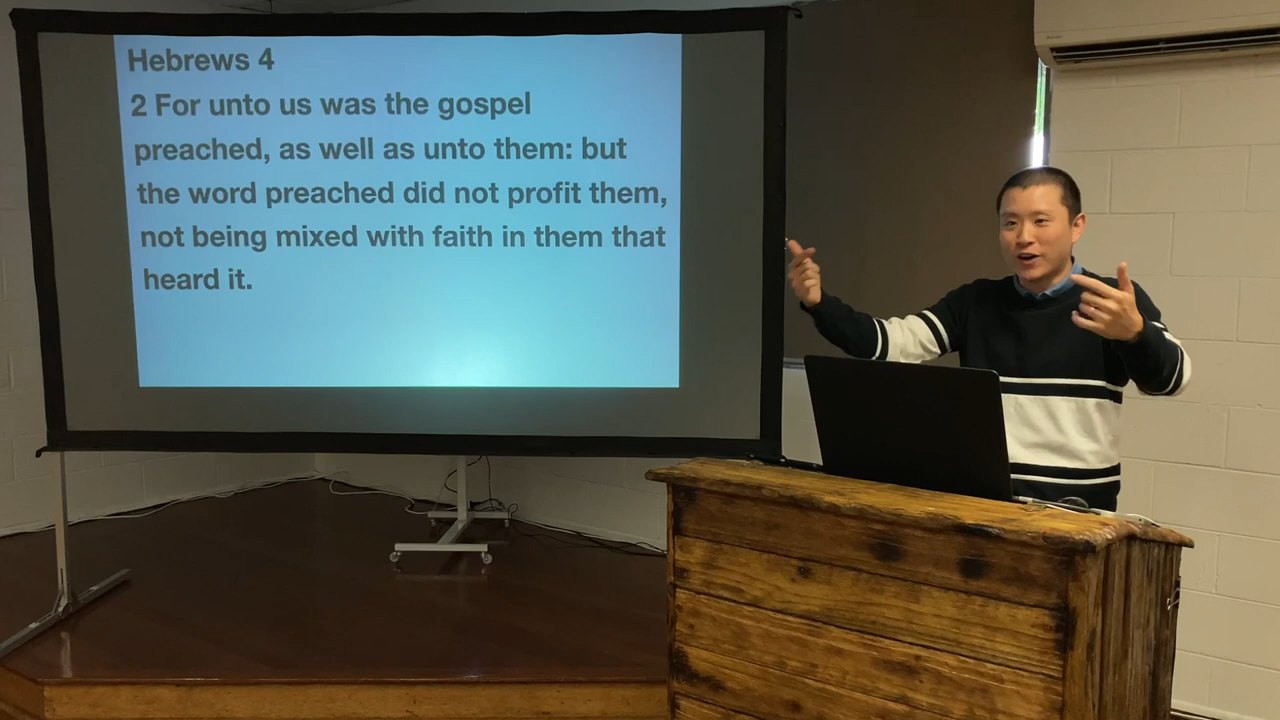 Hebrews 4
2 For unto us was the gospel
preached, as well as unto them: but
the word preached did not profit them,
not being mixed with faith in them that
heard it.